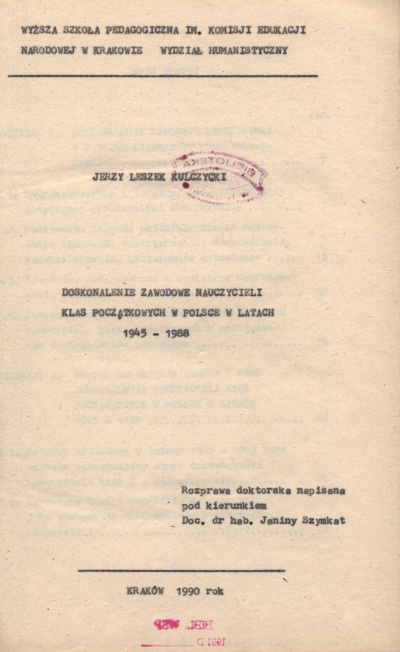 WYŻSZA SZKOŁA PEDAGOGICZNA IM. KOMISJI EDUKACJI
NARODOWEJ W KRAKOWIE WYDZIAŁ HUMANISTYCZNY
BIBLIOTEKA
JERZY LESZEK KULCZYCKI
DOSKONALENIE ZAWODOWE NAUCZYCIELI
KLAS POCZĄTKOWYCH W POLSCE W LATACH
1945 - 1988
Rozprawa doktorska napisana
pod kierunkiem
Doc. dr hab. Janiny Szymkat
KRAKÓW 1990 rok